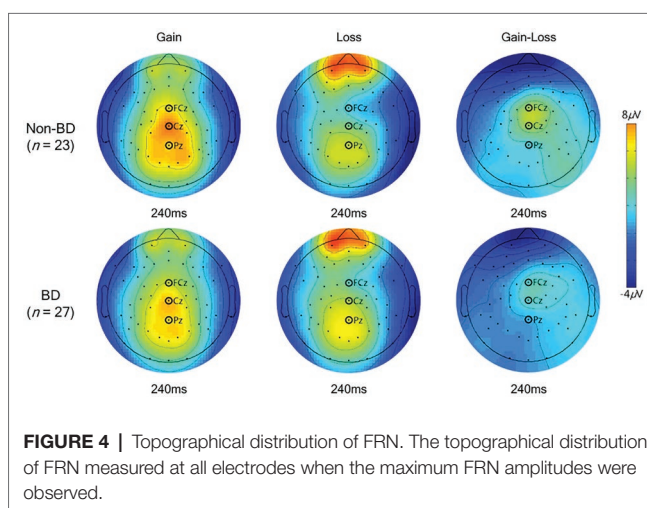 Gain Loss Gain-Loss
Non-BD
(n = 23)
FCz Cz Pz
FCz Cz Pz
FCz Cz Pz
8μV
240ms 240ms 240ms
BD
(n = 27)
FCz Cz Pz
FCz Cz Pz
FCz Cz Pz
-4μV
240ms 240ms 240ms
FIGURE 4 | Topographical distribution of FRN. The topographical distribution
of FRN measured at all electrodes when the maximum FRN amplitudes were
observed.